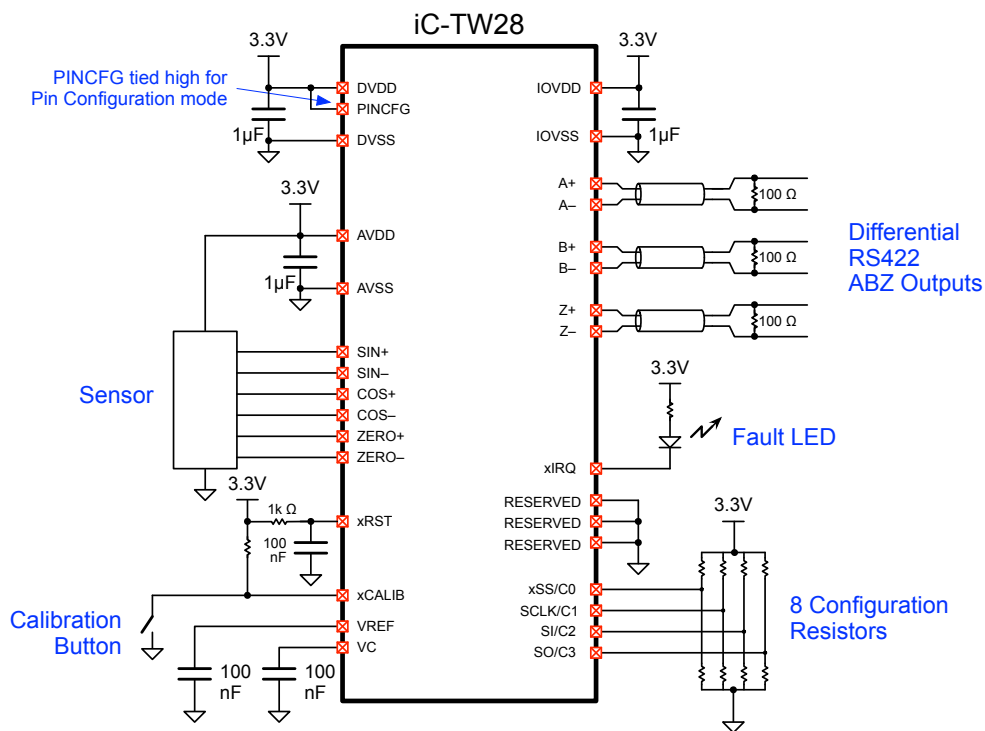 iC-TW28
3.3V
PINCFG tied high for
Pin Configuration mode
1µF
DVDD
PINCFG
DVSS
3.3V
1µF
AVDD
AVSS
Sensor
SIN+
SIN–
COS+
COS–
ZERO+
ZERO–
3.3V
1k Ω
100
nF
xRST
Calibration
Button
xCALIB
VREF
VC
100
nF
100
nF
3.3V
IOVDD
IOVSS
1µF
A+
A–
100 Ω
B+
B–
100 Ω
Z+
Z–
100 Ω
Differential
RS422
ABZ Outputs
3.3V
Fault LED
xIRQ
RESERVED
RESERVED
RESERVED
3.3V
xSS/C0
SCLK/C1
SI/C2
SO/C3
8 Configuration
Resistors